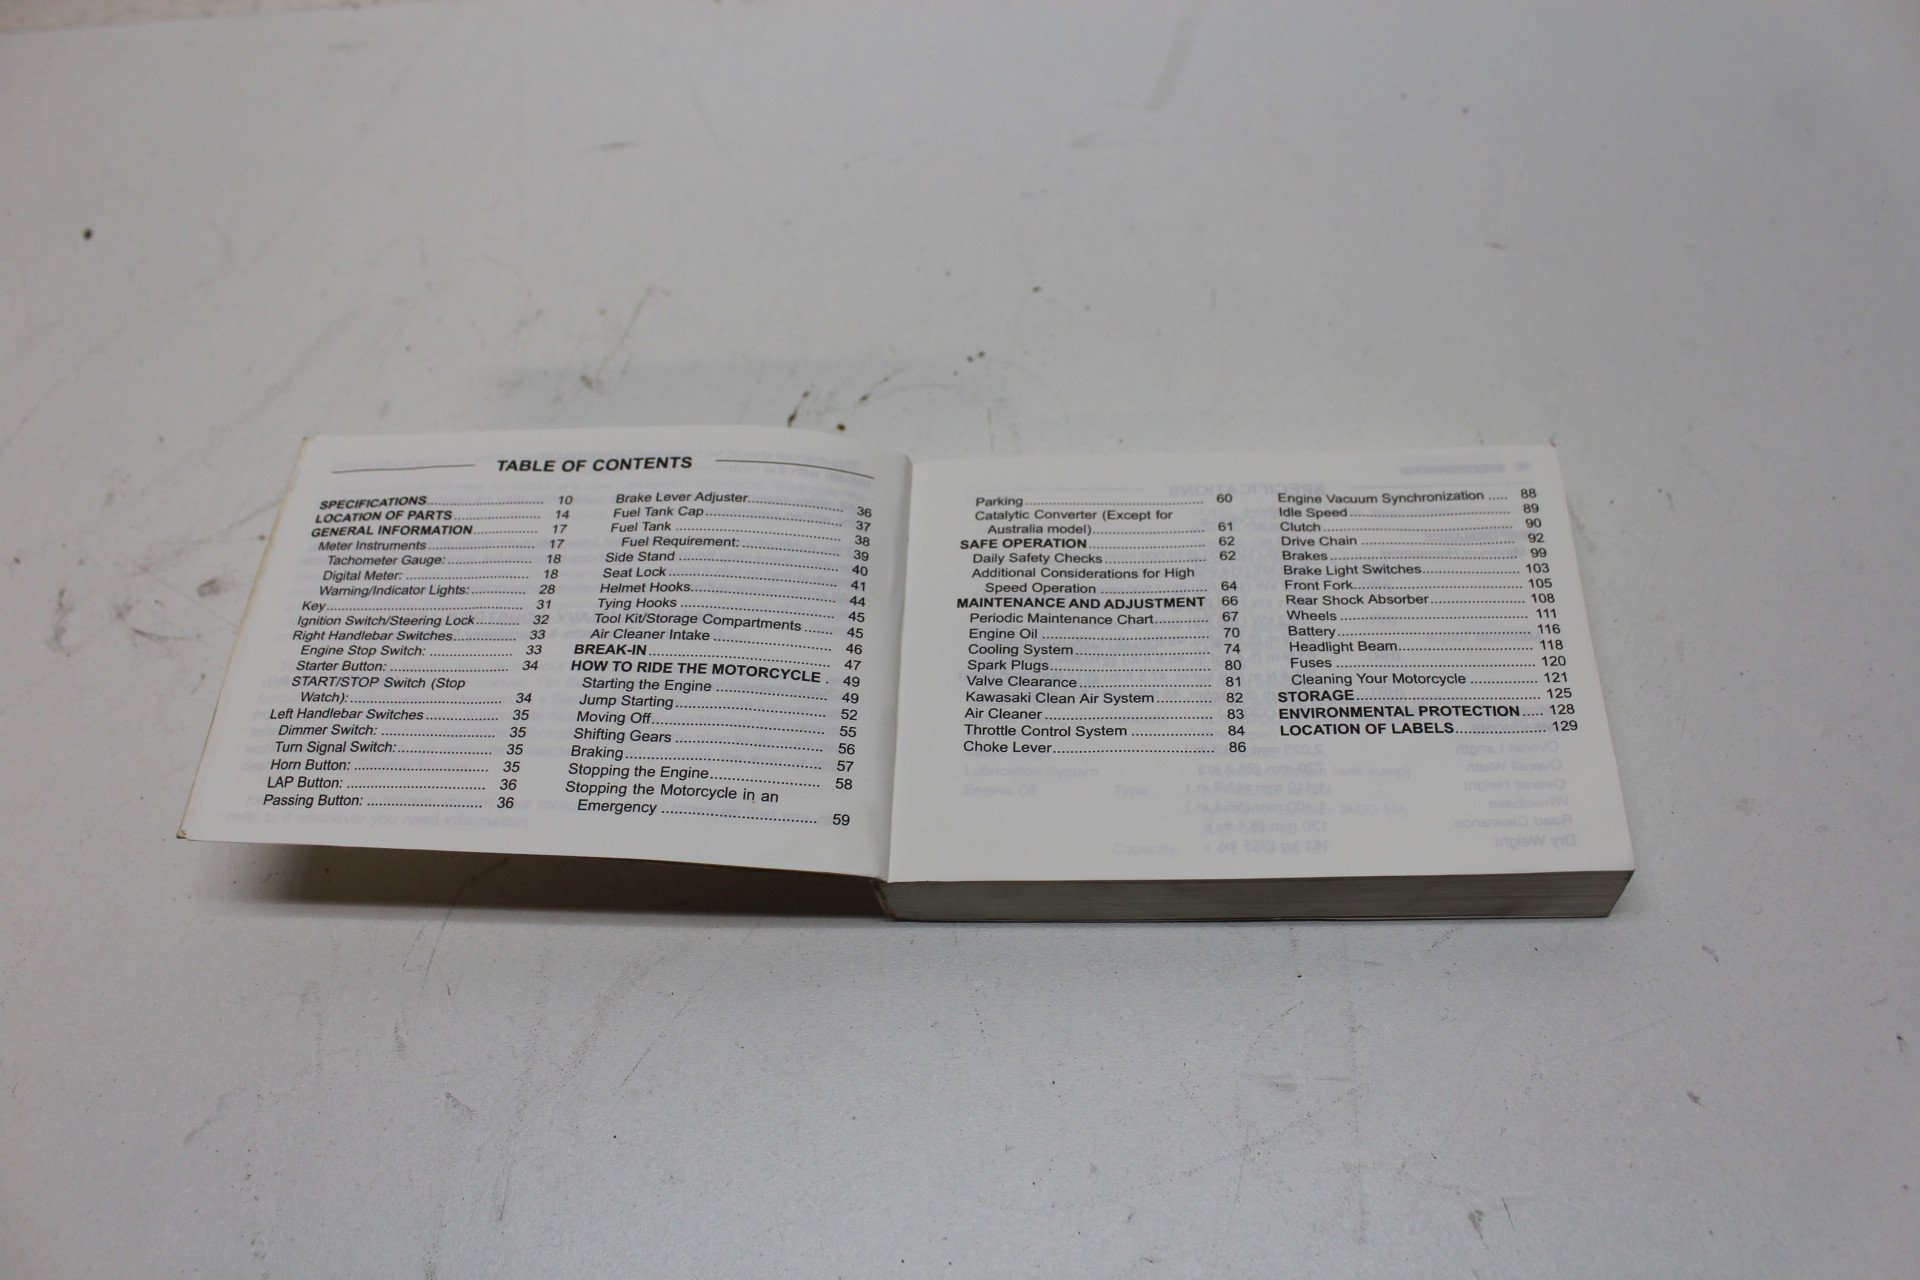 TABLE OF CONTENTS
SPECIFICATIONS 10
LOCATION OF PARTS 14
GENERAL INFORMATION 17
Meter Instruments 17
Tachometer Gauge: 18
Digital Meter: 18
Warning/Indicator Lights: 28
Key 31
Ignition Switch/Steering Lock 32
Right Handlebar Switches 33
Engine Stop Switch: 33
Starter Button: 34
START/STOP Switch (Stop
Watch): 34
Left Handlebar Switches 35
Dimmer Switch: 35
Turn Signal Switch: 35
Horn Button: 35
LAP Button: 36
Passing Button: 36
Brake Lever Adjuster 36
Fuel Tank Cap 37
Fuel Tank 38
Fuel Requirement: 39
Side Stand 40
Seat Lock 41
Helmet Hooks 44
Tying Hooks 45
Tool Kit/Storage Compartments 45
Air Cleaner Intake 46
BREAK-IN 47
HOW TO RIDE THE MOTORCYCLE 49
Starting the Engine 49
Jump Starting 52
Moving Off 55
Shifting Gears 56
Braking 57
Stopping the Engine 58
Stopping the Motorcycle in an
Emergency 59
Parking 60
Catalytic Converter (Except for
Australia model) 61
SAFE OPERATION 62
Daily Safety Checks 62
Additional Considerations for High
Speed Operation 64
MAINTENANCE AND ADJUSTMENT 66
Periodic Maintenance Chart 67
Engine Oil 70
Cooling System 74
Spark Plugs 80
Valve Clearance 81
Kawasaki Clean Air System 82
Air Cleaner 83
Throttle Control System 84
Choke Lever 86
Engine Vacuum Synchronization 88
Idle Speed 89
Clutch 90
Drive Chain 92
Brakes 99
Brake Light Switches 103
Front Fork 105
Rear Shock Absorber 108
Wheels 111
Battery 116
Headlight Beam 118
Fuses 120
Cleaning Your Motorcycle 121
STORAGE 125
ENVIRONMENTAL PROTECTION 128
LOCATION OF LABELS 129